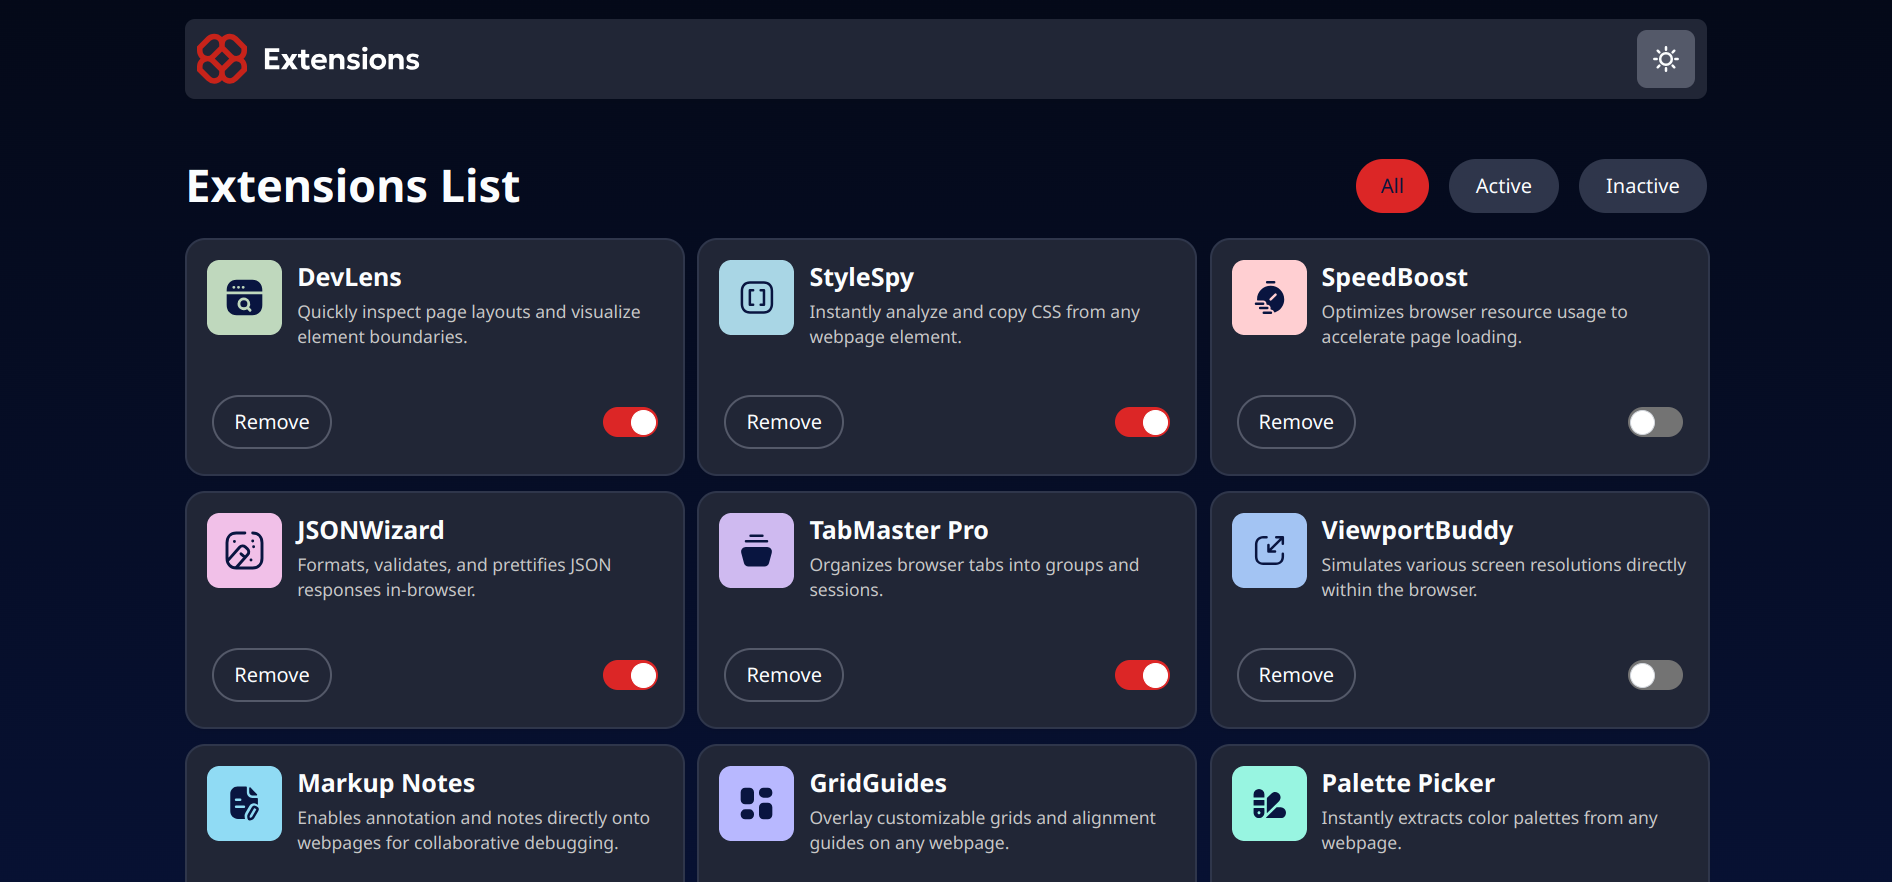 Extensions
Extensions List
All
Active
Inactive
DevLens
Quickly inspect page layouts and visualize
element boundaries.
Remove
StyleSpy
Instantly analyze and copy CSS from any
webpage element.
Remove
SpeedBoost
Optimizes browser resource usage to
accelerate page loading.
Remove
JSONWizard
Formats, validates, and prettifies JSON
responses in-browser.
Remove
TabMaster Pro
Organizes browser tabs into groups and
sessions.
Remove
ViewportBuddy
Simulates various screen resolutions directly
within the browser.
Remove
Markup Notes
Enables annotation and notes directly onto
webpages for collaborative debugging.
GridGuides
Overlay customizable grids and alignment
guides on any webpage.
Palette Picker
Instantly extracts color palettes from any
webpage.